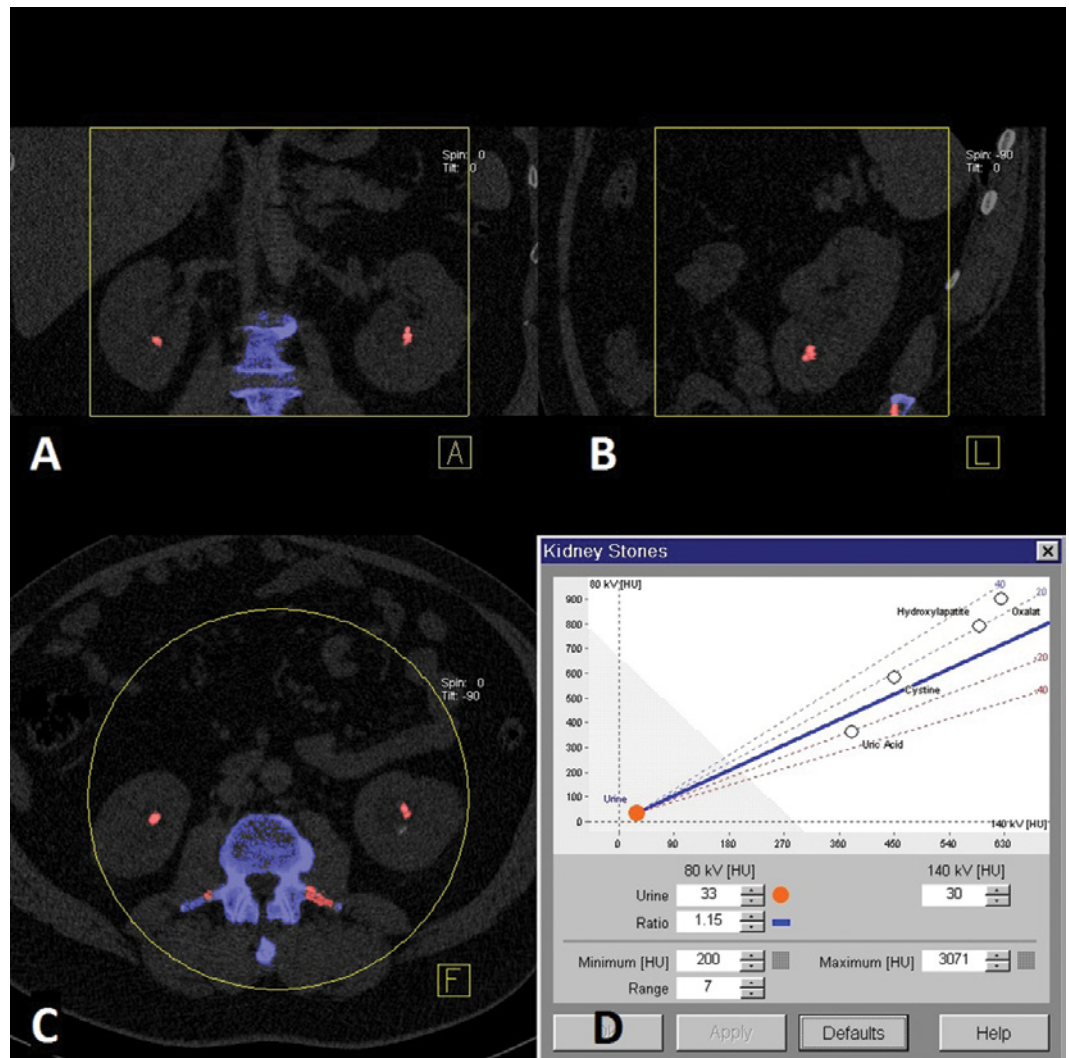 Spin: 0
Tilt: 0
A
A
Spin: -90
Tilt: 0
B
L
Spin: 0
Tilt: -90
C
F
Kidney Stones
80 kV [HU]
900
800
700
600
500
400
300
200
100
0
40
20
Hydroxylapatite
Oxalat
Cystine
-20
-40
Uric Acid
Urine
140 kV [HU]
0 90 180 270 360 450 540 630
80 kV [HU] 140 kV [HU]
Urine 33 30
Ratio 1.15
Minimum [HU] 200 Maximum [HU] 3071
Range 7
D Apply Defaults Help